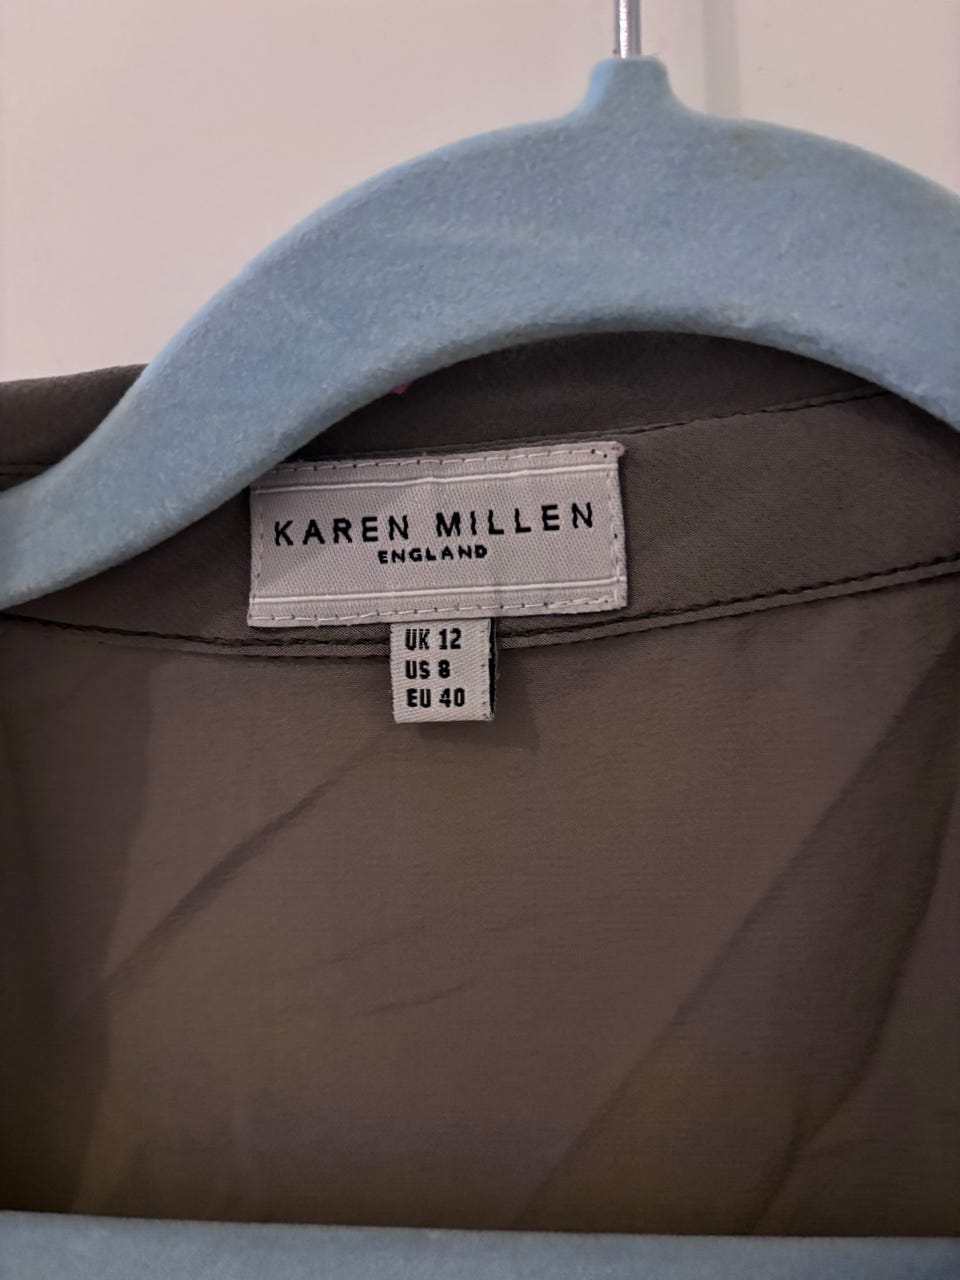 KAREN MILLEN
ENGLAND
UK 12
US 8
EU 40